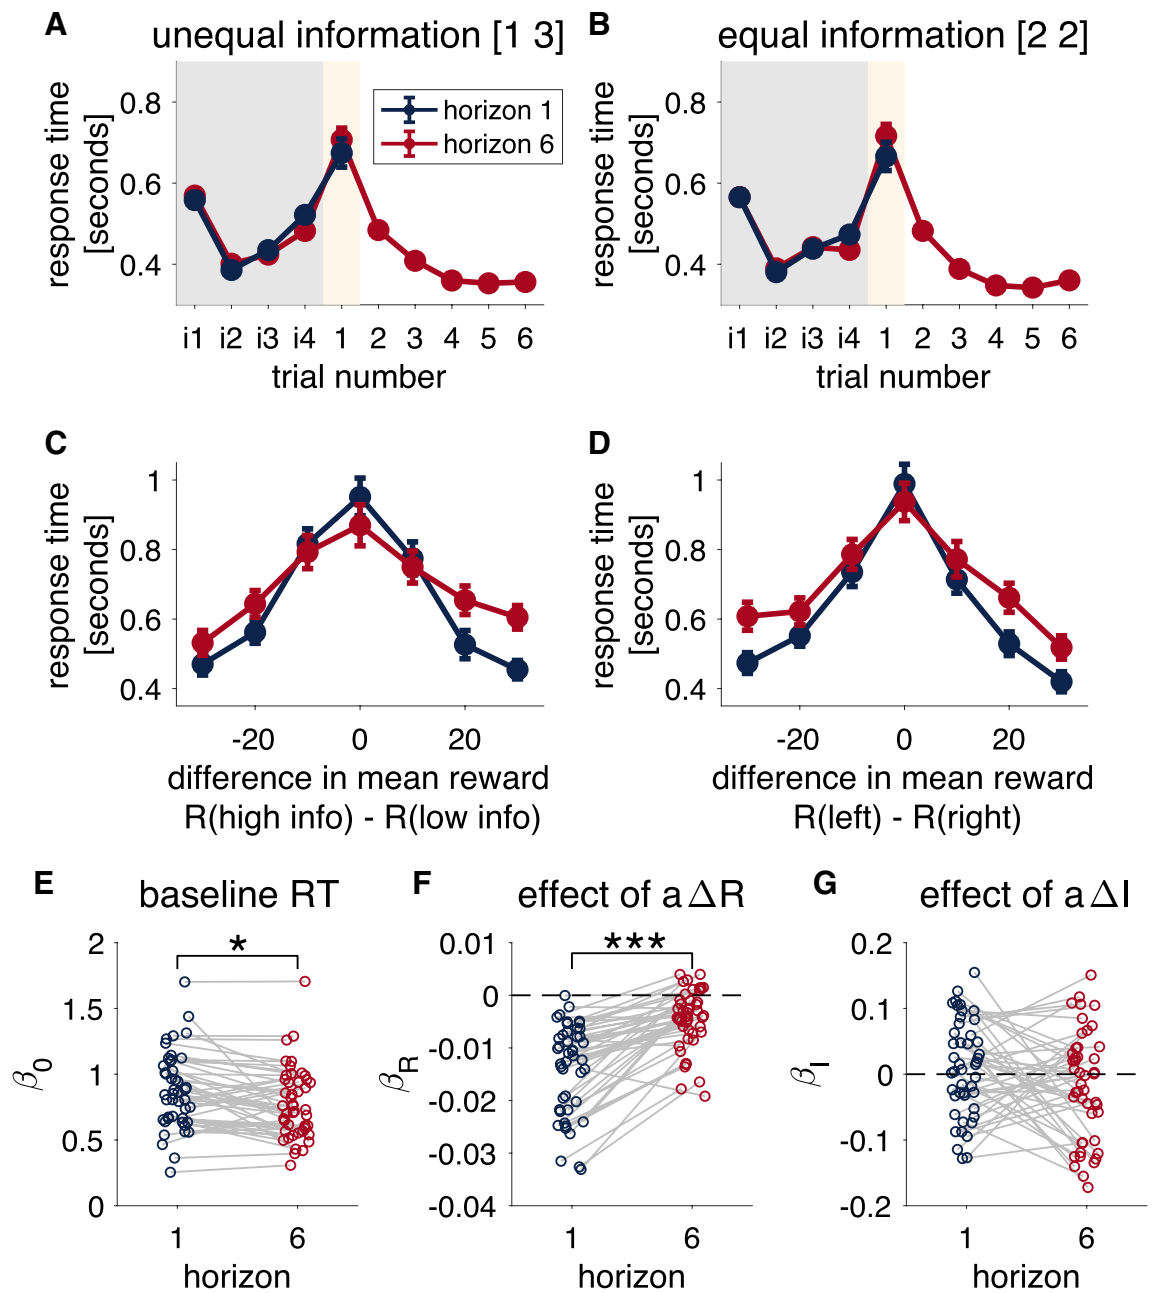 A
unequal information [1 3]
response time
[seconds]
0.8
0.6
0.4
horizon 1
horizon 6
i1 i2 i3 i4 1 2 3 4 5 6
trial number
B
equal information [2 2]
response time
[seconds]
0.8
0.6
0.4
i1 i2 i3 i4 1 2 3 4 5 6
trial number
C
response time
[seconds]
1
0.8
0.6
0.4
-20 0 20
difference in mean reward
R(high info) - R(low info)
D
response time
[seconds]
1
0.8
0.6
0.4
-20 0 20
difference in mean reward
R(left) - R(right)
E
baseline RT
*
β0
2
1.5
1
0.5
0
1 6
horizon
F
effect of a ΔR
***
βR
0.01
0
-0.01
-0.02
-0.03
-0.04
1 6
horizon
G
effect of a ΔI
βI
0.2
0.1
0
-0.1
-0.2
1 6
horizon